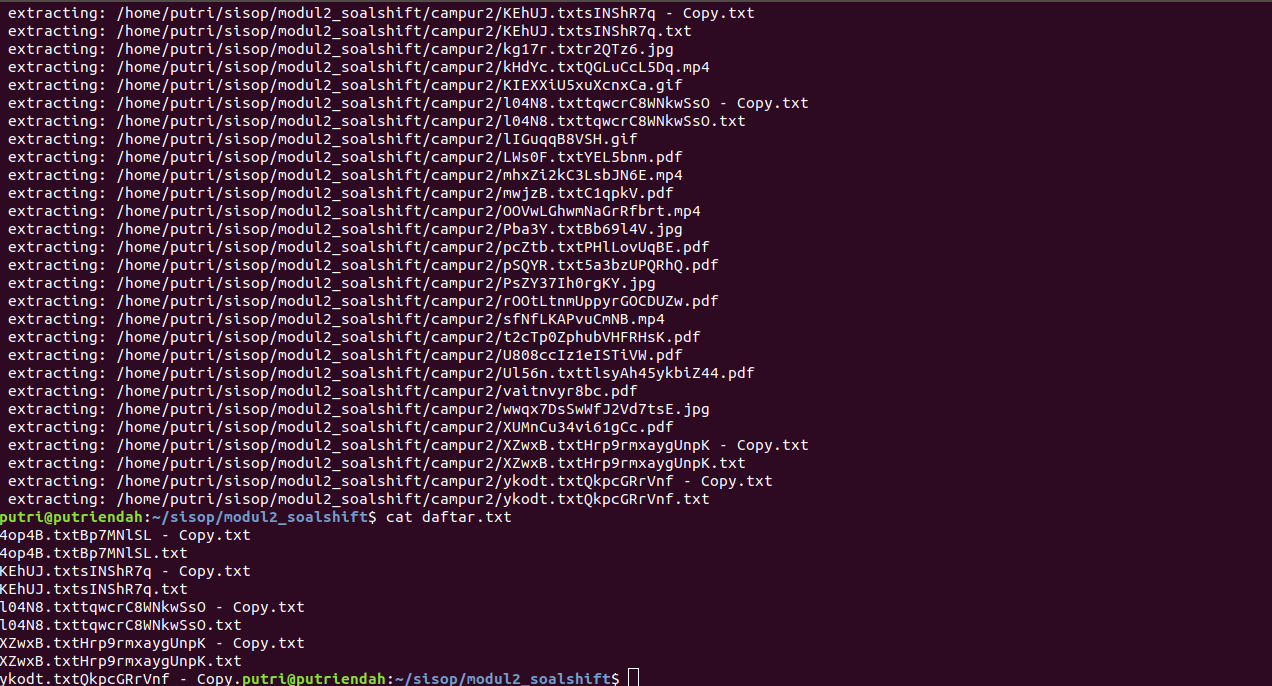 extracting: /home/putri/sisop/modul2_soalshift/campur2/KEhUJ.txtsINShR7q - Copy.txt
extracting: /home/putri/sisop/modul2_soalshift/campur2/KEhUJ.txtsINShR7q.txt
extracting: /home/putri/sisop/modul2_soalshift/campur2/kg17r.txtr2QTz6.jpg
extracting: /home/putri/sisop/modul2_soalshift/campur2/kHdYc.txtQGLuCcL5Dq.mp4
extracting: /home/putri/sisop/modul2_soalshift/campur2/KIEXXiU5xuXcnxCa.gif
extracting: /home/putri/sisop/modul2_soalshift/campur2/l04N8.txttqwcrC8WNkwSsO - Copy.txt
extracting: /home/putri/sisop/modul2_soalshift/campur2/l04N8.txttqwcrC8WNkwSsO.txt
extracting: /home/putri/sisop/modul2_soalshift/campur2/lIGuqqB8VSH.gif
extracting: /home/putri/sisop/modul2_soalshift/campur2/LWs0F.txtYEL5bnm.pdf
extracting: /home/putri/sisop/modul2_soalshift/campur2/mhxZi2kC3LsbJN6E.mp4
extracting: /home/putri/sisop/modul2_soalshift/campur2/mwjzB.txtC1qpkV.pdf
extracting: /home/putri/sisop/modul2_soalshift/campur2/OOVwLGhwmNaGrRfbrt.mp4
extracting: /home/putri/sisop/modul2_soalshift/campur2/Pba3Y.txtBb69l4V.jpg
extracting: /home/putri/sisop/modul2_soalshift/campur2/pcZtb.txtPHlLovUqBE.pdf
extracting: /home/putri/sisop/modul2_soalshift/campur2/pSQYR.txt5a3bzUPQRhQ.pdf
extracting: /home/putri/sisop/modul2_soalshift/campur2/PsZY37Ih0rgKY.jpg
extracting: /home/putri/sisop/modul2_soalshift/campur2/rOOtLtnmUppyrGOCDUZw.pdf
extracting: /home/putri/sisop/modul2_soalshift/campur2/sfNfLKAPvuCmNB.mp4
extracting: /home/putri/sisop/modul2_soalshift/campur2/t2cTp0ZphubVHFRHsK.pdf
extracting: /home/putri/sisop/modul2_soalshift/campur2/U808ccIz1eISTiVW.pdf
extracting: /home/putri/sisop/modul2_soalshift/campur2/Ul56n.txttlsyAh45ykbiZ44.pdf
extracting: /home/putri/sisop/modul2_soalshift/campur2/vaitnvyr8bc.pdf
extracting: /home/putri/sisop/modul2_soalshift/campur2/wwqx7DsSwWfJ2Vd7tsE.jpg
extracting: /home/putri/sisop/modul2_soalshift/campur2/XUMnCu34vi61gCc.pdf
extracting: /home/putri/sisop/modul2_soalshift/campur2/XZwxB.txtHrp9rmxaygUnpK - Copy.txt
extracting: /home/putri/sisop/modul2_soalshift/campur2/XZwxB.txtHrp9rmxaygUnpK.txt
extracting: /home/putri/sisop/modul2_soalshift/campur2/ykodt.txtQkpcGRrVnf - Copy.txt
extracting: /home/putri/sisop/modul2_soalshift/campur2/ykodt.txtQkpcGRrVnf.txt
putri@putriendah:~/sisop/modul2_soalshift$ cat daftar.txt
4op4B.txtBp7MNlSL - Copy.txt
4op4B.txtBp7MNlSL.txt
KEhUJ.txtsINShR7q - Copy.txt
KEhUJ.txtsINShR7q.txt
l04N8.txttqwcrC8WNkwSsO - Copy.txt
l04N8.txttqwcrC8WNkwSsO.txt
XZwxB.txtHrp9rmxaygUnpK - Copy.txt
XZwxB.txtHrp9rmxaygUnpK.txt
ykodt.txtQkpcGRrVnf - Copy.putri@putriendah:~/sisop/modul2_soalshift$